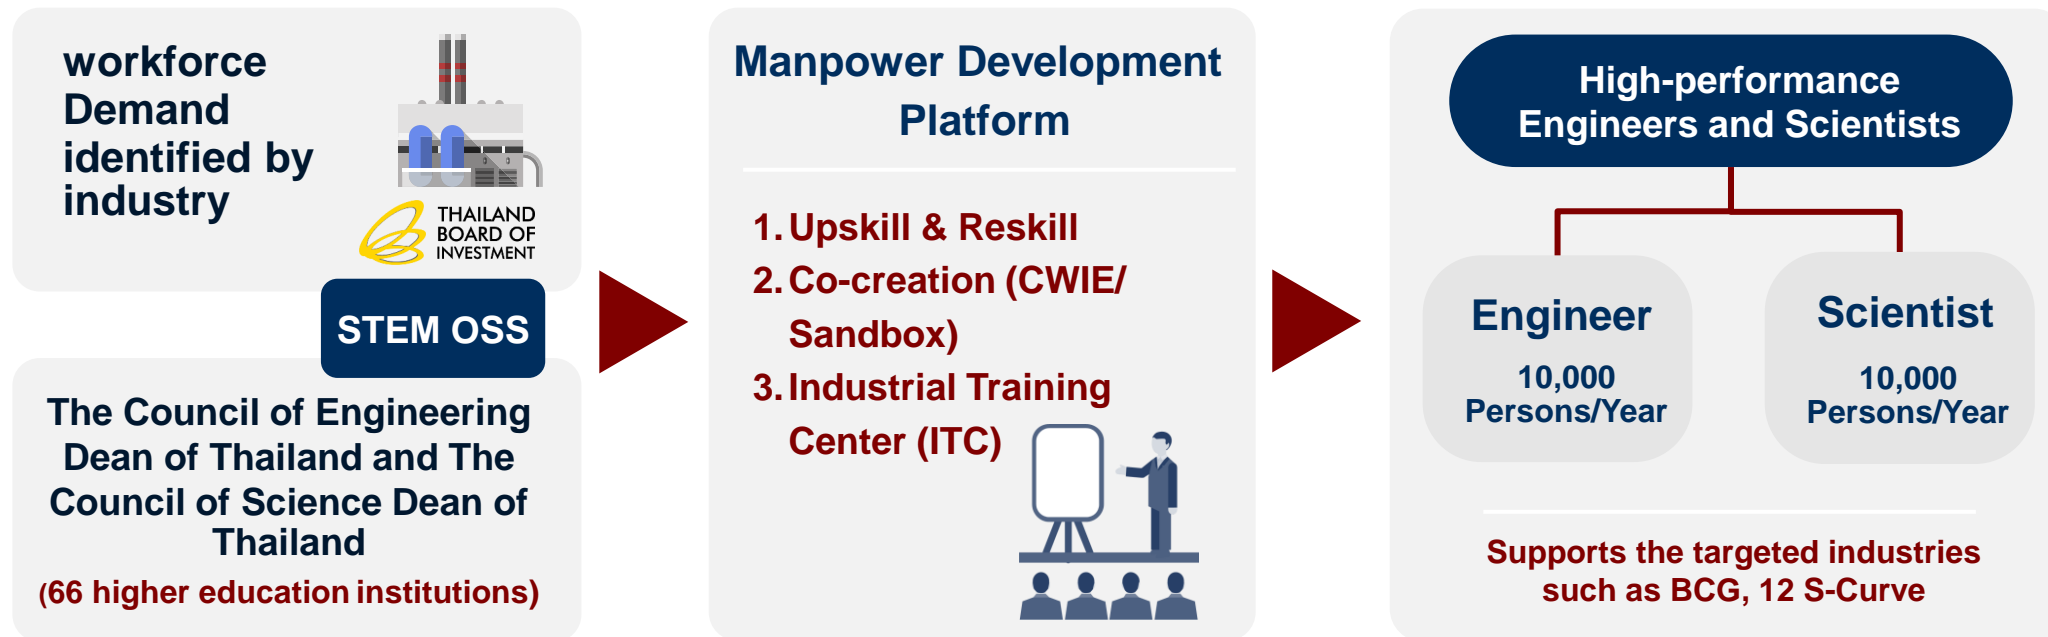 workforce
Demand
identified by
industry
THAILAND
BOARD OF
INVESTMENT
STEM OSS
The Council of Engineering
Dean of Thailand and The
Council of Science Dean of
Thailand
(66 higher education institutions)
Manpower Development
Platform
1. Upskill & Reskill
2. Co-creation (CWIE/
Sandbox)
3. Industrial Training
Center (ITC)
High-performance
Engineers and Scientists
Engineer
10,000
Persons/Year
Scientist
10,000
Persons/Year
Supports the targeted industries
such as BCG, 12 S-Curve